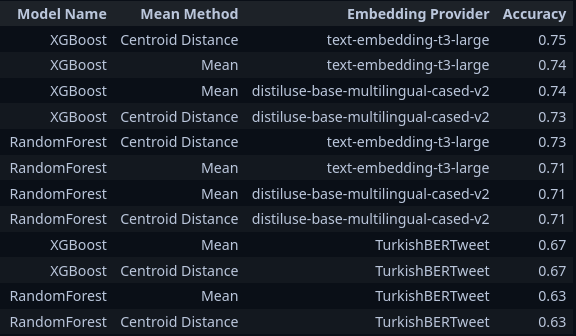 Model Name Mean Method Embedding Provider Accuracy
XGBoost Centroid Distance text-embedding-t3-large 0.75
XGBoost Mean text-embedding-t3-large 0.74
XGBoost Mean distiluse-base-multilingual-cased-v2 0.74
XGBoost Centroid Distance distiluse-base-multilingual-cased-v2 0.73
RandomForest Centroid Distance text-embedding-t3-large 0.73
RandomForest Mean text-embedding-t3-large 0.71
RandomForest Mean distiluse-base-multilingual-cased-v2 0.71
RandomForest Centroid Distance distiluse-base-multilingual-cased-v2 0.71
XGBoost Mean TurkishBERTweet 0.67
XGBoost Centroid Distance TurkishBERTweet 0.67
RandomForest Mean TurkishBERTweet 0.63
RandomForest Centroid Distance TurkishBERTweet 0.63